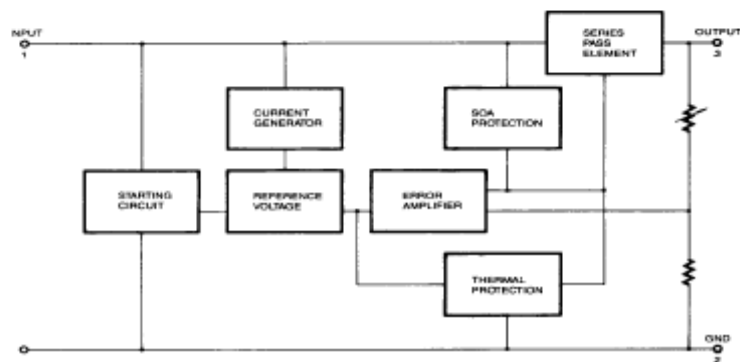 INPUT
1
SERIES
PASS
ELEMENT
OUTPUT
3
CURRENT
GENERATOR
SOA
PROTECTION
STARTING
CIRCUIT
REFERENCE
VOLTAGE
ERROR
AMPLIFIER
THERMAL
PROTECTION
GND
2